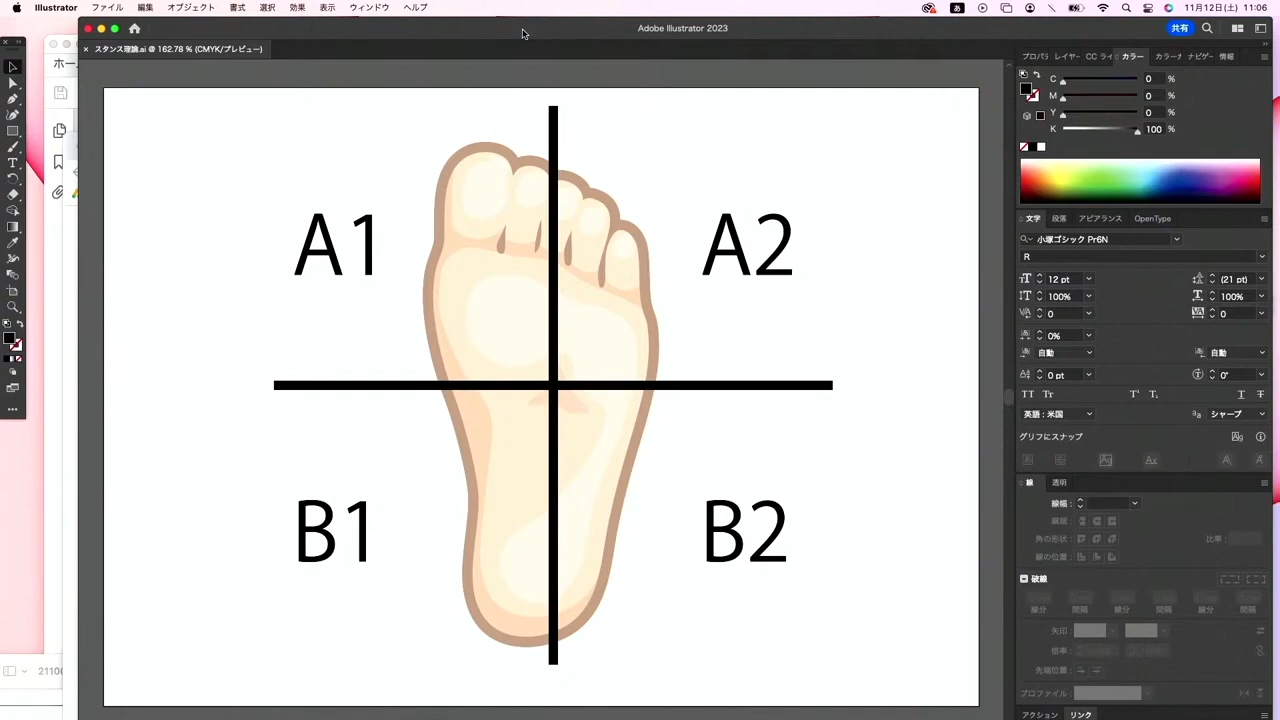 Illustrator ファイル 編集 オブジェクト 書式 選択 効果 表示 ウィンドウ ヘルプ あ 11月12日(土) 11:06
Adobe Illustrator 2023 共有
× スタンス理論.ai @ 162.78 % (CMYK/プレビュー)
A1
A2
B1
B2
プロパラ レイヤー CC ライ カラー カラーオ ナビゲー 情報
C 0 %
M 0 %
Y 0 %
K 100 %
文字 段落 アピアランス OpenType
小塚ゴシック Pr6N
R
12 pt (21 pt)
100% 100%
0 0
0%
自動 自動
0 pt 0°
英語 : 米国 シャープ
グリフにスナップ
線 透明
線幅 :
線端 :
角の形状 : 比率 :
線の位置 :
破線
線分 間隔 線分 間隔 線分 間隔
矢印 :
倍率 :
先端位置 :
プロファイル :
アクション リンク